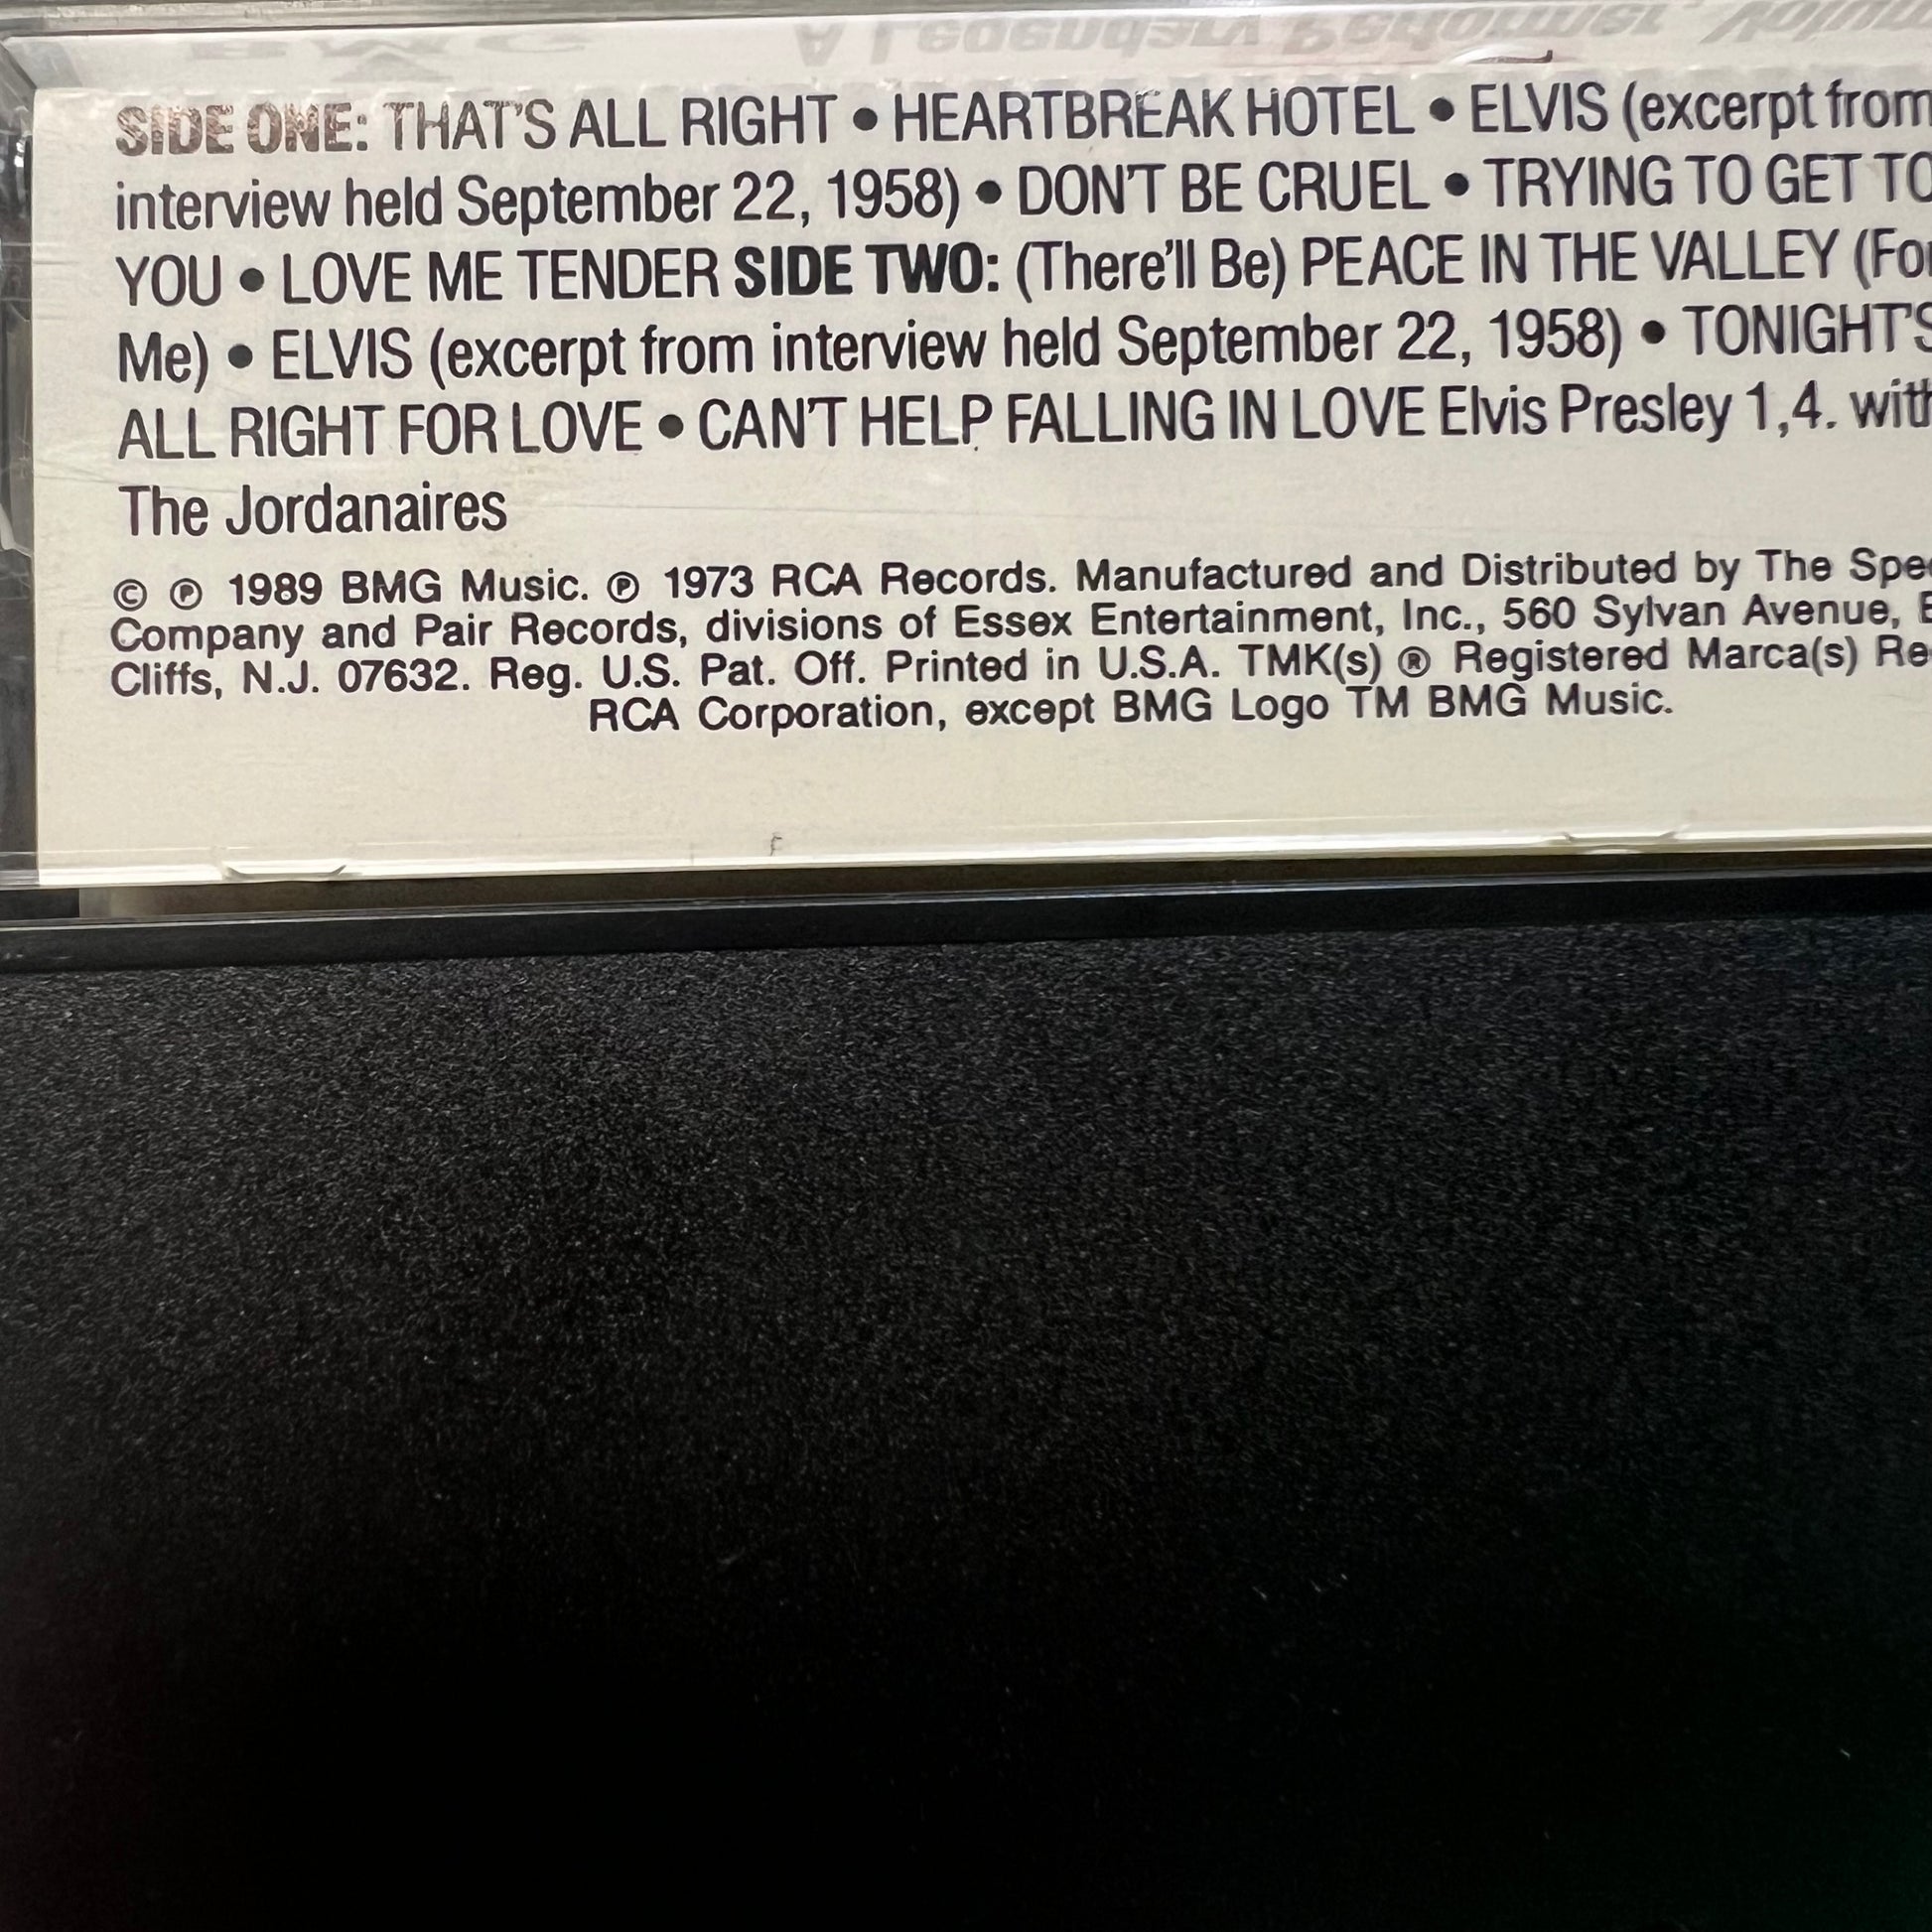 A Legendary Performer,
SIDE ONE: THAT'S ALL RIGHT • HEARTBREAK HOTEL • ELVIS (excerpt from
interview held September 22, 1958) • DON'T BE CRUEL • TRYING TO GET TO
YOU • LOVE ME TENDER SIDE TWO: (There'll Be) PEACE IN THE VALLEY (For
Me) • ELVIS (excerpt from interview held September 22, 1958) • TONIGHT'S
ALL RIGHT FOR LOVE • CAN'T HELP FALLING IN LOVE Elvis Presley 1,4. with
The Jordanaires
© ℗ 1989 BMG Music. ℗ 1973 RCA Records. Manufactured and Distributed by The
Company and Pair Records, divisions of Essex Entertainment, Inc., 560 Sylvan Avenue,
Cliffs, N.J. 07632. Reg. U.S. Pat. Off. Printed in U.S.A. TMK(s) ® Registered Marca(s)
RCA Corporation, except BMG Logo TM BMG Music.